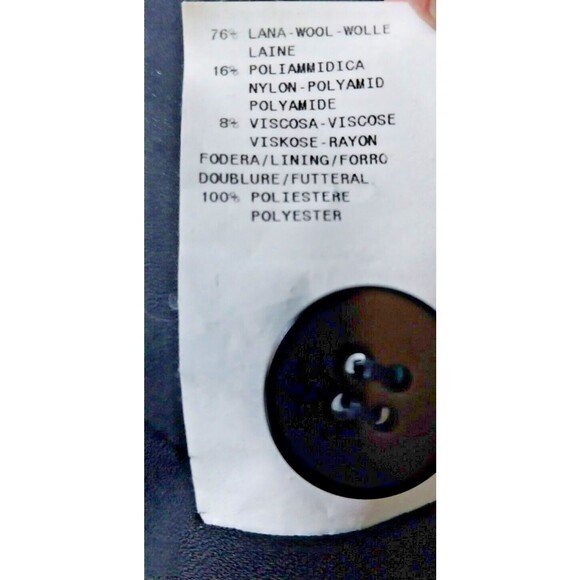 76% LANA-WOOL-WOLLE
LAINE
16% POLIAMMIDICA
NYLON-POLYAMID
POLYAMIDE
8% VISCOSA-VISCOSE
VISKOSE-RAYON
FODERA/LINING/FORRO
DOUBLURE/FUTTERAL
100% POLIESTERE
POLYESTER